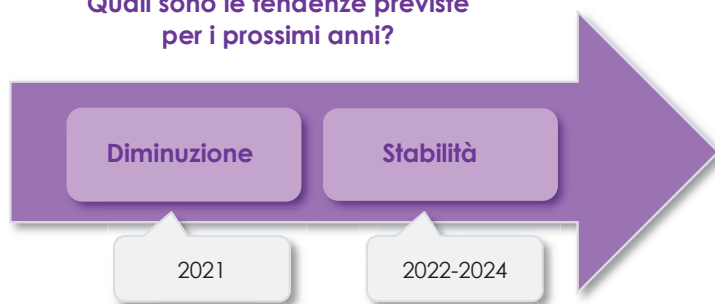 Quali sono le tendenze previste
per i prossimi anni?
Diminuzione
Stabilità
2021
2022-2024